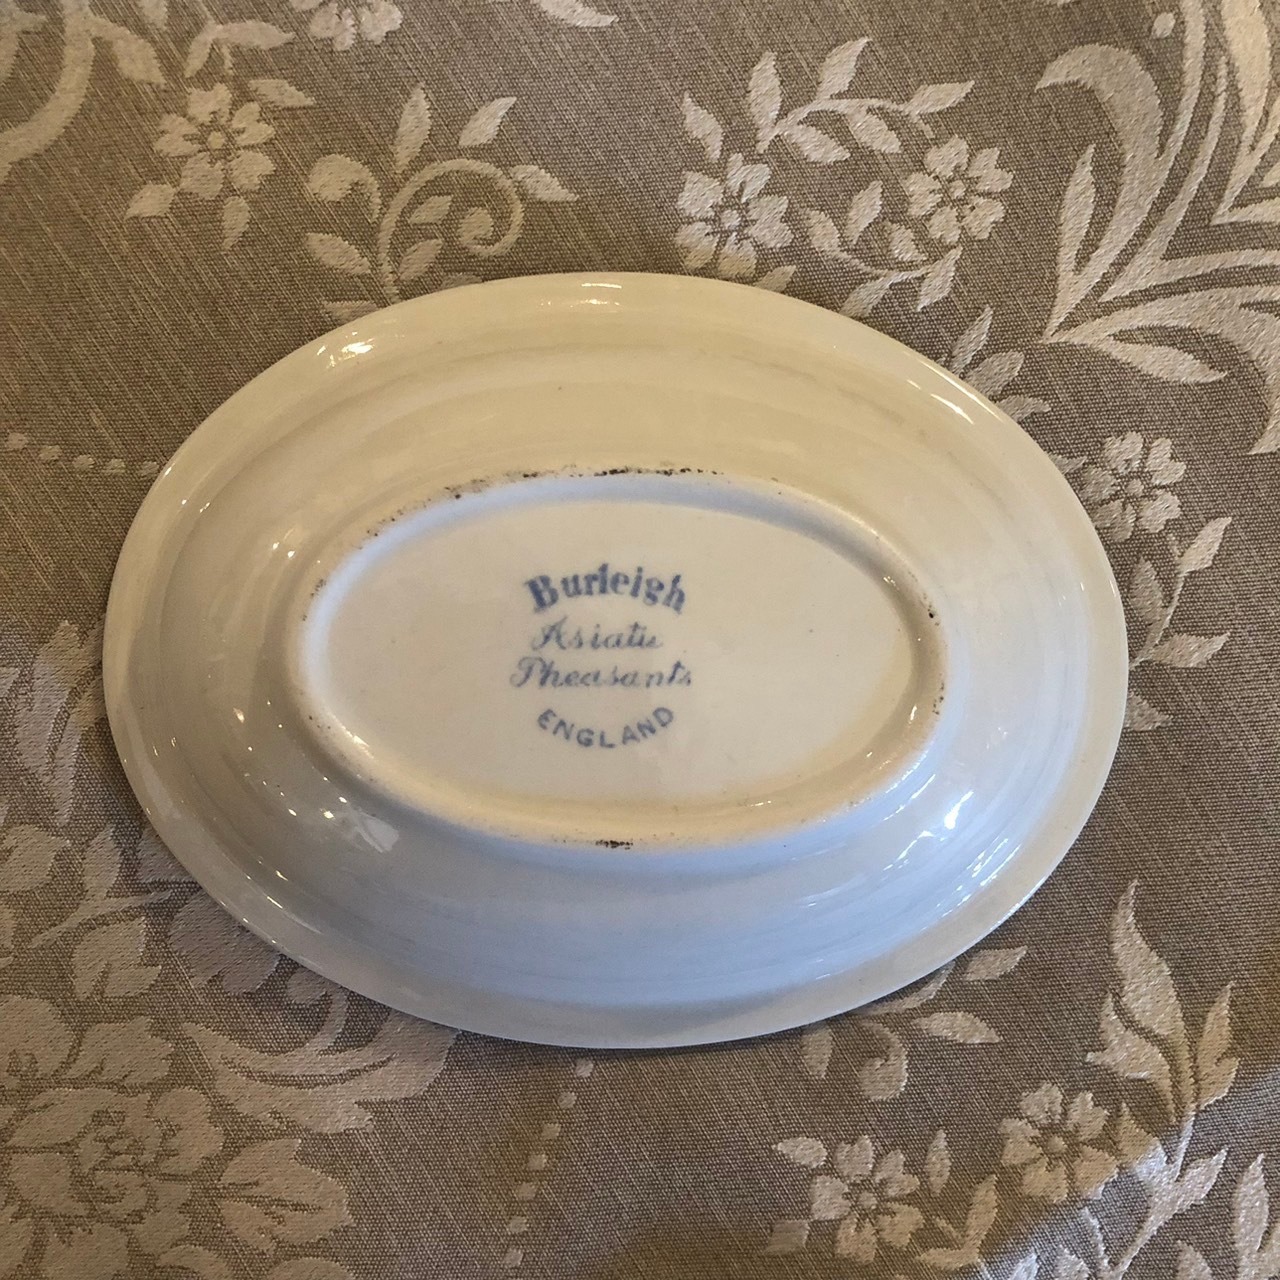 Burleigh
Asiatic
Pheasants
ENGLAND